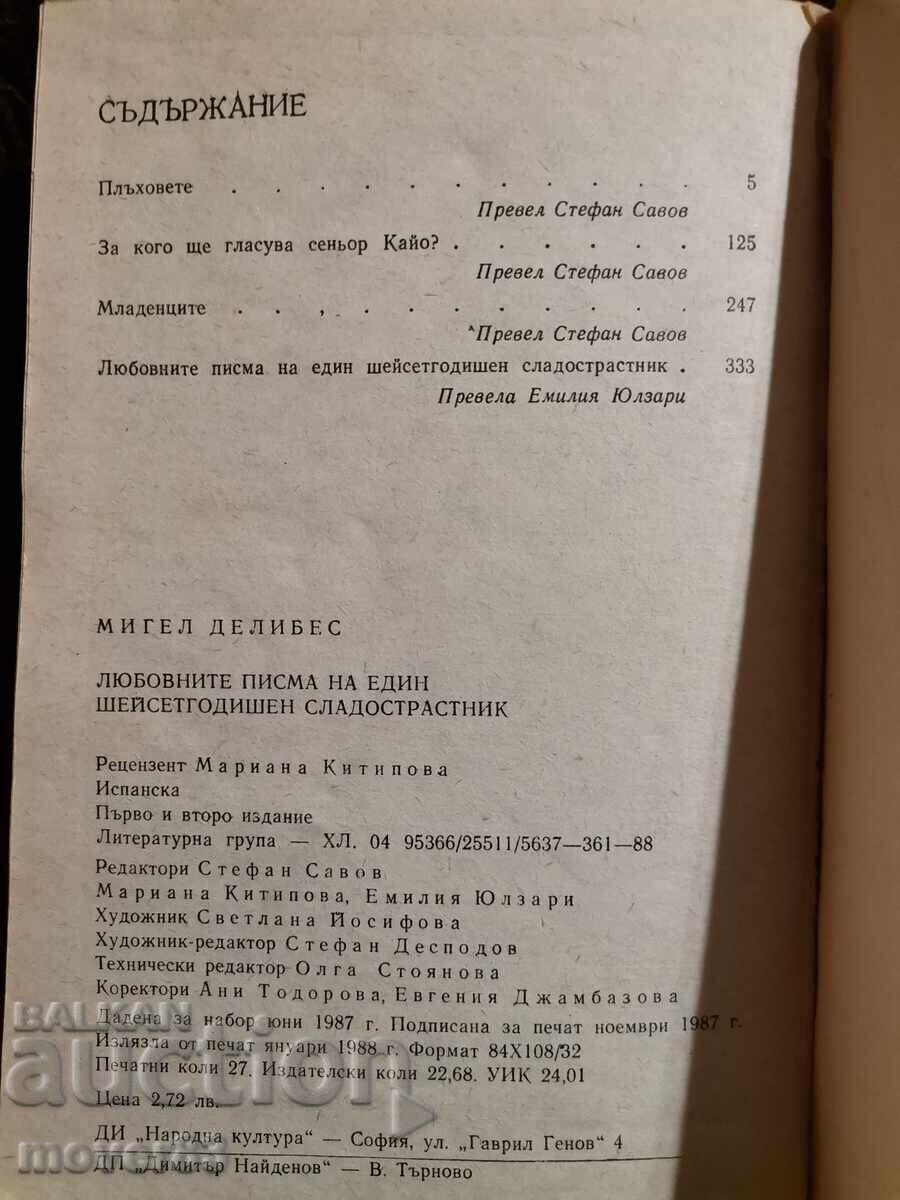 СЪДЪРЖАНИЕ
Плъховете . . . . . . . . . . 5
Превел Стефан Савов
За кого ще гласува сеньор Кайо? . . . . . . 125
Превел Стефан Савов
Младенците . . , . . . . . . . . 247
Превел Стефан Савов
Любовните писма на един шейсетгодишен сладострастник . 333
Превела Емилия Юлзари
МИГЕЛ ДЕЛИБЕС
ЛЮБОВНИТЕ ПИСМА НА ЕДИН
ШЕЙСЕТГОДИШЕН СЛАДОСТРАСТНИК
Рецензент Мариана Китипова
Испанска
Първо и второ издание
Литературна група — ХЛ. 04 95366/25511/5637—361—88
Редактори Стефан Савов
Мариана Китипова, Емилия Юлзари
Художник Светлана Йосифова
Художник-редактор Стефан Десподов
Технически редактор Олга Стоянова
Коректори Ани Тодорова, Евгения Джамбазова
Дадена за набор юни 1987 г. Подписана за печат ноември 1987 г.
Излязла от печат януари 1988 г. Формат 84X108/32
Печатни коли 27. Издателски коли 22,68. УИК 24,01
Цена 2,72 лв.
ДИ „Народна култура“ — София, ул. „Гаврил Генов“ 4
ДП „Димитър Найденов“ — В. Търново
BALKAN
auction